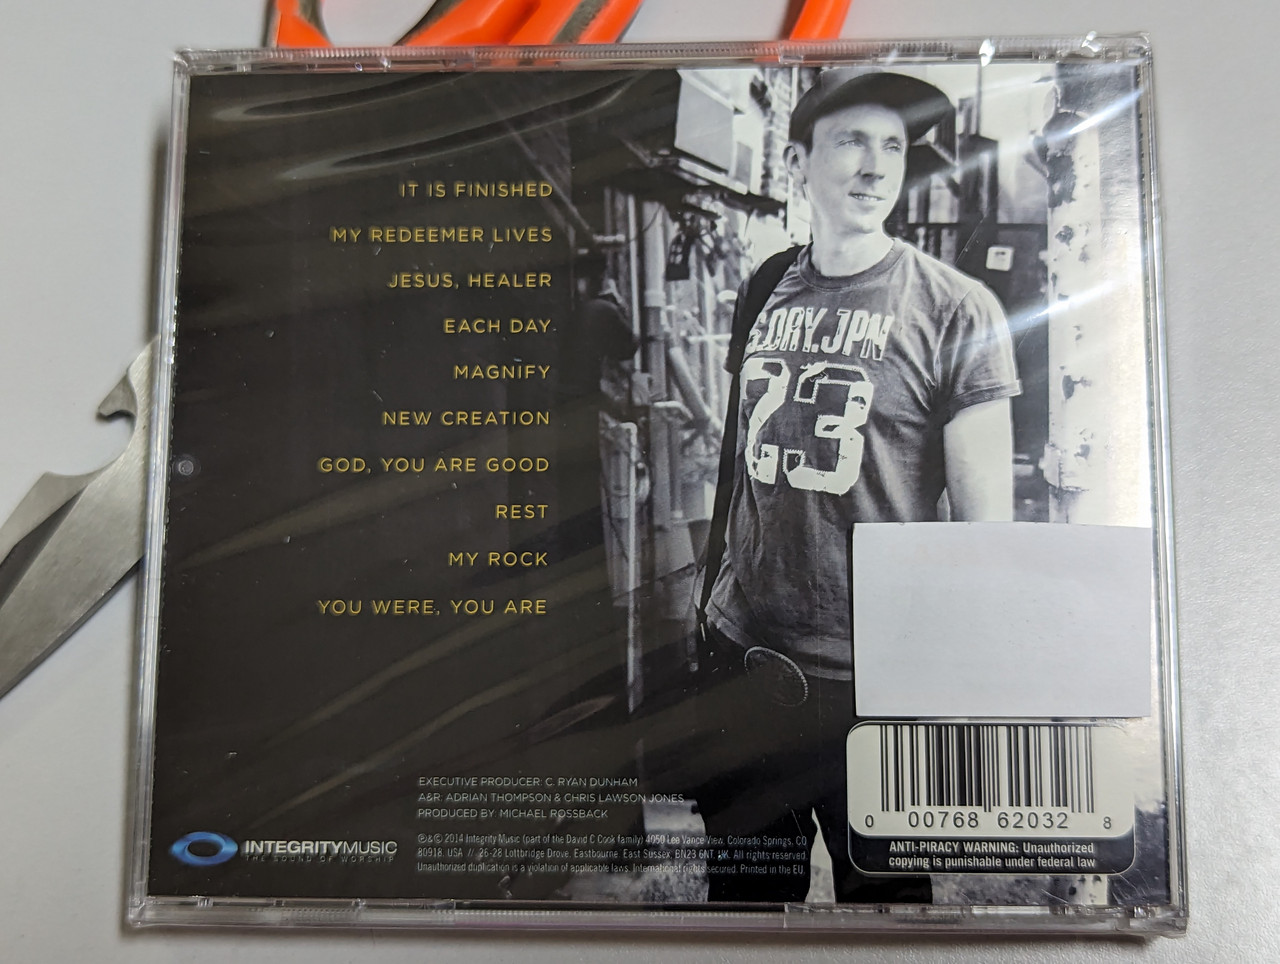 IT IS FINISHED
MY REDEEMER LIVES
JESUS, HEALER
EACH DAY
MAGNIFY
NEW CREATION
GOD, YOU ARE GOOD
REST
MY ROCK
YOU WERE, YOU ARE
.JPN
23
EXECUTIVE PRODUCER: C. RYAN DUNHAM
A&R: ADRIAN THOMPSON & CHRIS LAWSON JONES
PRODUCED BY MICHAEL ROSSBACK
℗&© 2014 Integrity Music (part of the David C Cook family) 4050 Lee Vance View, Colorado Springs, CO
80918, USA // 26-28 Lottbridge Drove, Eastbourne, East Sussex, BN23 6NT, UK. All rights reserved.
Unauthorized duplication is a violation of applicable laws. International rights secured. Printed in the EU.
INTEGRITYMUSIC
THE SOUND OF WORSHIP
0 00768 62032 8
ANTI-PIRACY WARNING: Unauthorized
copying is punishable under federal law